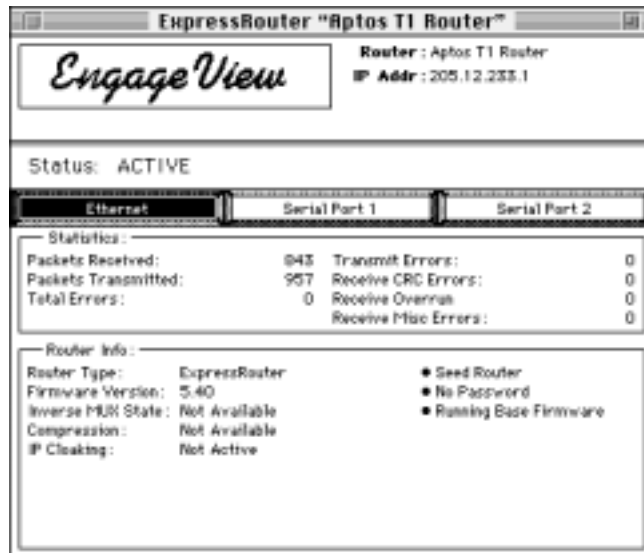 ExpressRouter "Aptos T1 Router"
EngageView
Router : Aptos T1 Router
IP Addr : 205.12.233.1
Status: ACTIVE
Ethernet Serial Port 1 Serial Port 2
Statistics :
Packets Received: 843 Transmit Errors : 0
Packets Transmitted: 957 Receive CRC Errors : 0
Total Errors : 0 Receive Overrun 0
Receive Misc Errors : 0
Router Info :
Router Type: ExpressRouter • Seed Router
Firmware Version: 5.40 • No Password
Inverse MUX State : Not Available • Running Base Firmware
Compression : Not Available
IP Cloaking : Not Active